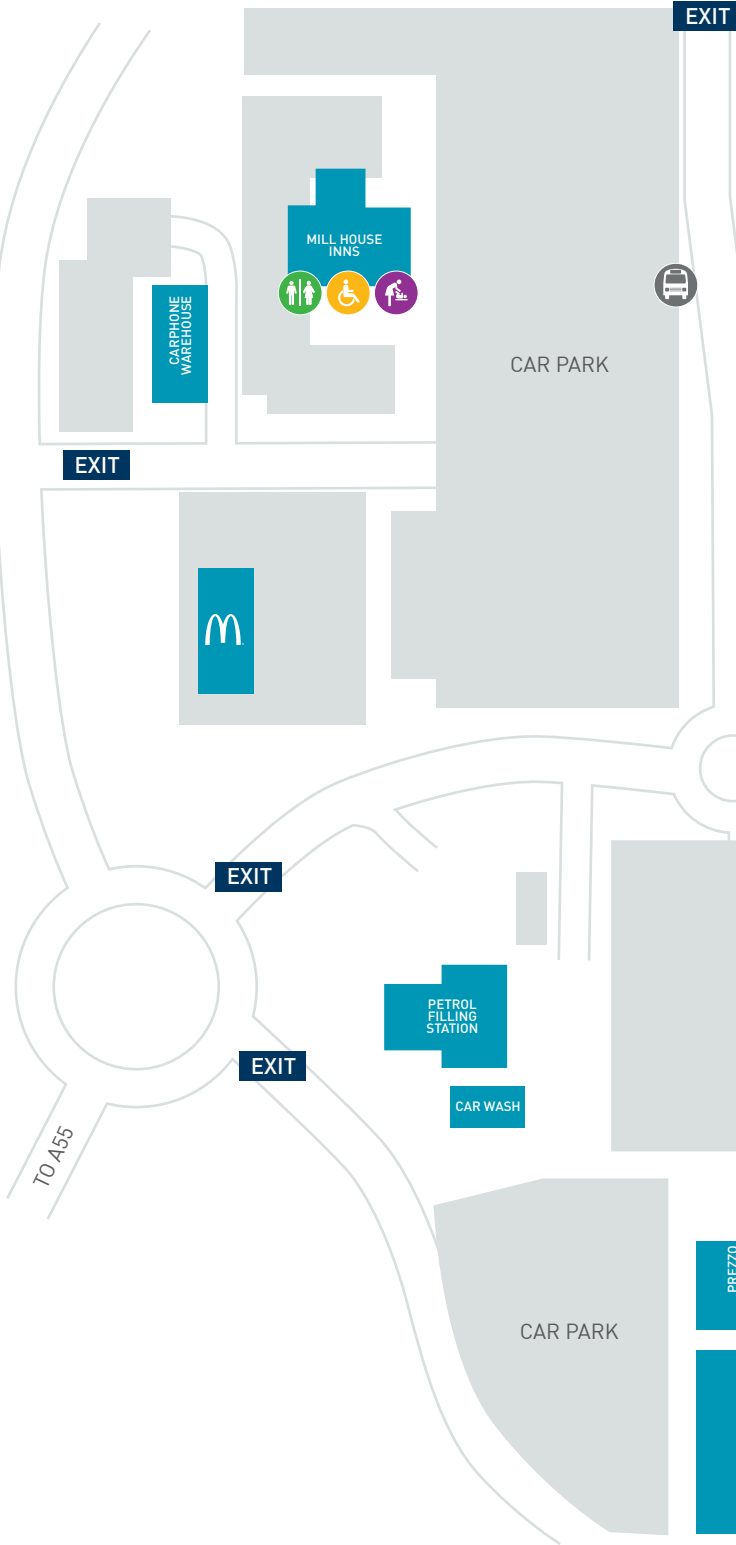 EXIT
MILL HOUSE
INNS
CARPHONE
WAREHOUSE
CAR PARK
EXIT
EXIT
PETROL
FILLING
STATION
EXIT
CAR WASH
TO A55
PREZZO
CAR PARK